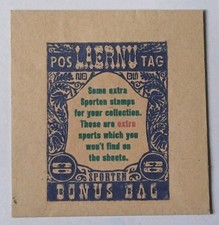 LIERNU
POS TAG
Some extra
Sporten stamps
for your collection.
These are extra
sports which you
won't find on
the sheets.
SPORTEN
BONUS BAG